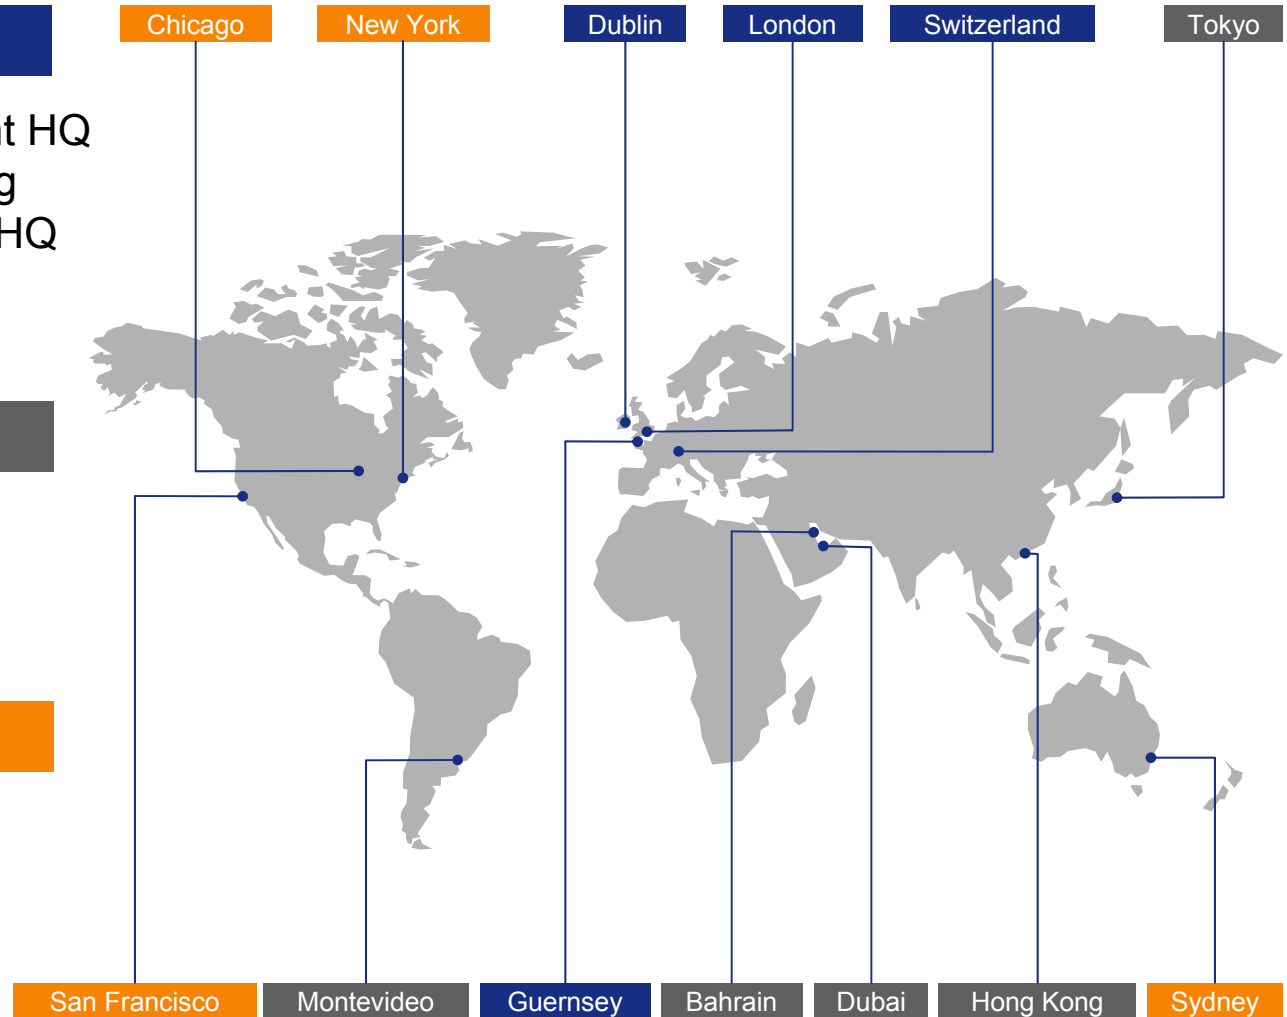 Chicago
New York
Dublin
London
Switzerland
Tokyo
HQ
HQ
San Francisco
Montevideo
Guernsey
Bahrain
Dubai
Hong Kong
Sydney